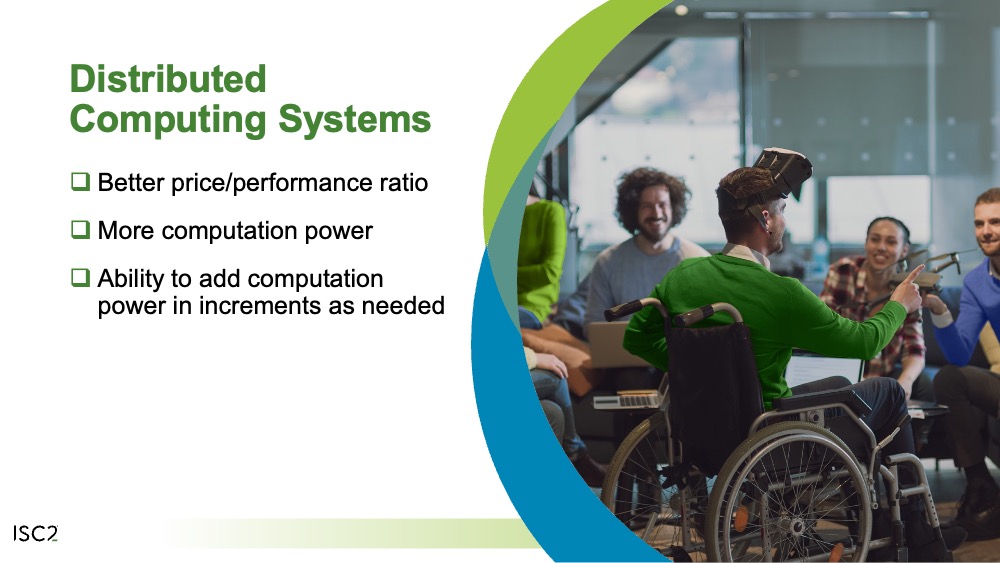 Distributed
Computing Systems
Better price/performance ratio
More computation power
Ability to add computation
power in increments as needed
ISC2